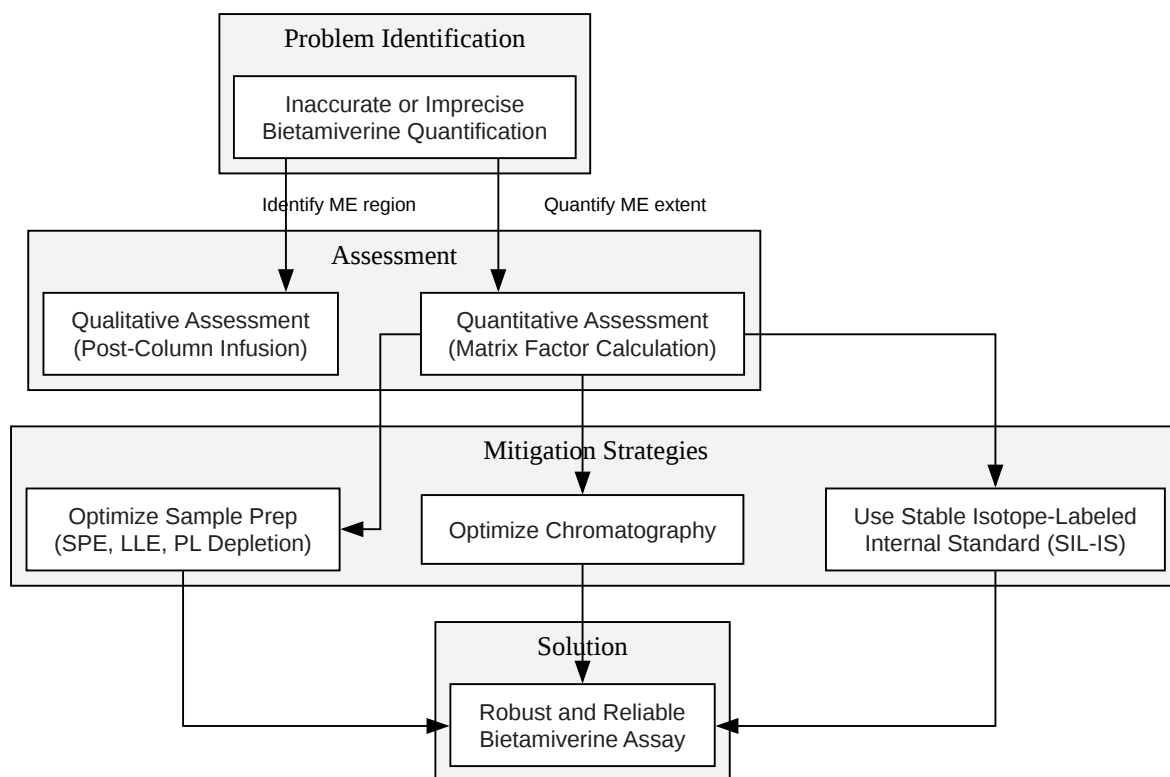 Problem Identification
Inaccurate or Imprecise
Bietamiverine Quantification
Identify ME region
Quantify ME extent
Assessment
Qualitative Assessment
(Post-Column Infusion)
Quantitative Assessment
(Matrix Factor Calculation)
Mitigation Strategies
Optimize Sample Prep
(SPE, LLE, PL Depletion)
Optimize Chromatography
Use Stable Isotope-Labeled
Internal Standard (SIL-IS)
Solution
Robust and Reliable
Bietamiverine Assay